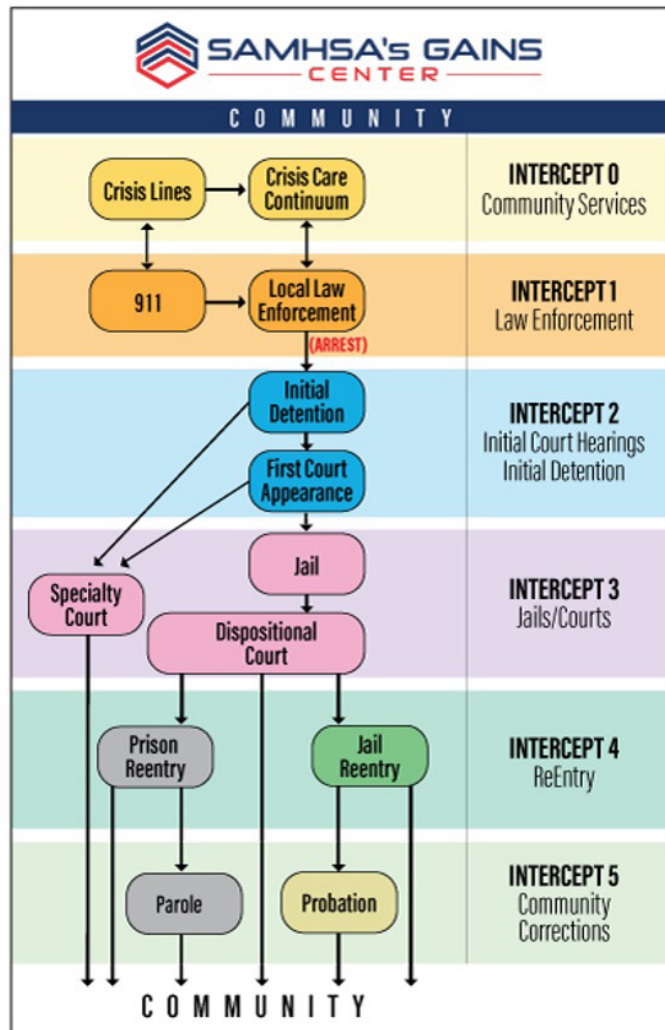 SAMHSA's GAINS
CENTER
COMMUNITY
Crisis Lines
Crisis Care
Continuum
INTERCEPT 0
Community Services
911
Local Law
Enforcement
INTERCEPT 1
Law Enforcement
(ARREST)
Initial
Detention
First Court
Appearance
INTERCEPT 2
Initial Court Hearings
Initial Detention
Jail
Specialty
Court
Dispositional
Court
INTERCEPT 3
Jails/Courts
Prison
Reentry
Jail
Reentry
INTERCEPT 4
ReEntry
Parole
Probation
INTERCEPT 5
Community
Corrections
COMMUNITY